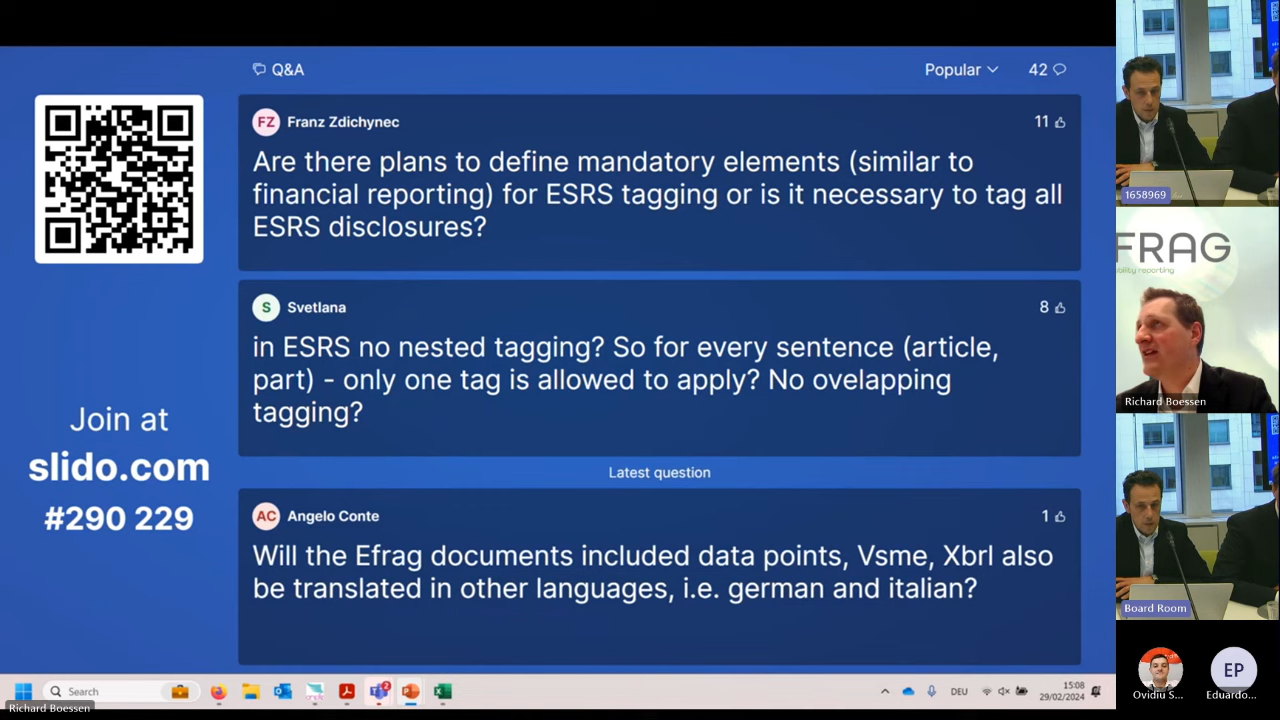 Q&A
Popular
42
FZ
Franz Zdichynec
11
Are there plans to define mandatory elements (similar to
financial reporting) for ESRS tagging or is it necessary to tag all
ESRS disclosures?
S
Svetlana
8
in ESRS no nested tagging? So for every sentence (article,
part) - only one tag is allowed to apply? No ovelapping
tagging?
Latest question
AC
Angelo Conte
1
Will the Efrag documents included data points, Vsme, Xbrl also
be translated in other languages, i.e. german and italian?
Join at
slido.com
#290 229
1658969
FRAG
bility reporting
Richard Boessen
Board Room
EP
Ovidiu S...
Eduardo...
Search
2
DEU
15:08
29/02/2024
Richard Boessen